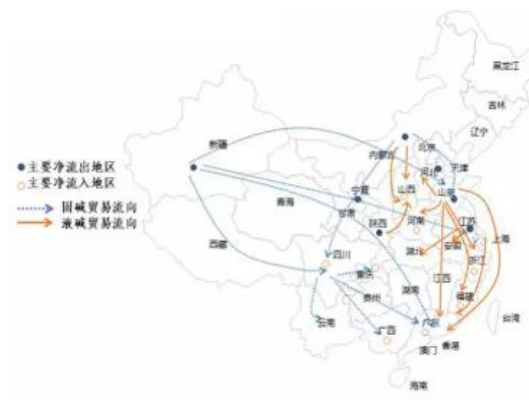 黑龙江
吉林
辽宁
新疆
内蒙古
北京
天津
河北
主要净流出地区
主要净流入地区
固碱贸易流向
液碱贸易流向
宁夏
山西
山东
青海
甘肃
陕西
河南
江苏
西藏
安徽
上海
四川
湖北
浙江
重庆
江西
贵州
湖南
福建
云南
广西
广东
台湾
澳门
香港
海南